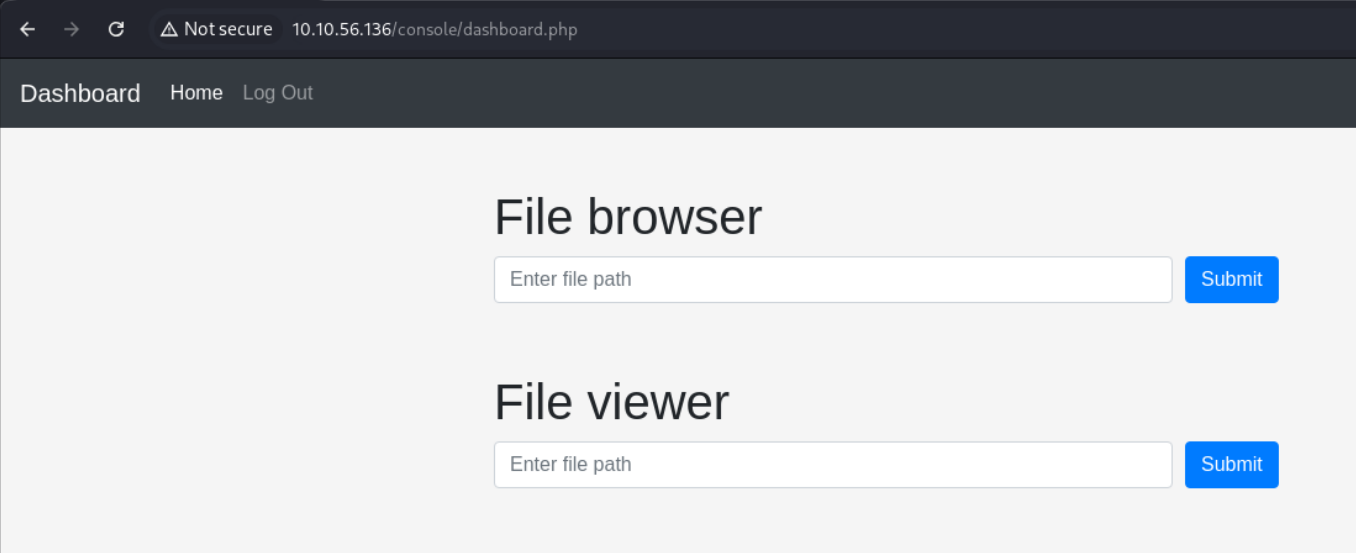 Not secure 10.10.56.136/console/dashboard.php
Dashboard Home Log Out
File browser
Enter file path Submit
File viewer
Enter file path Submit